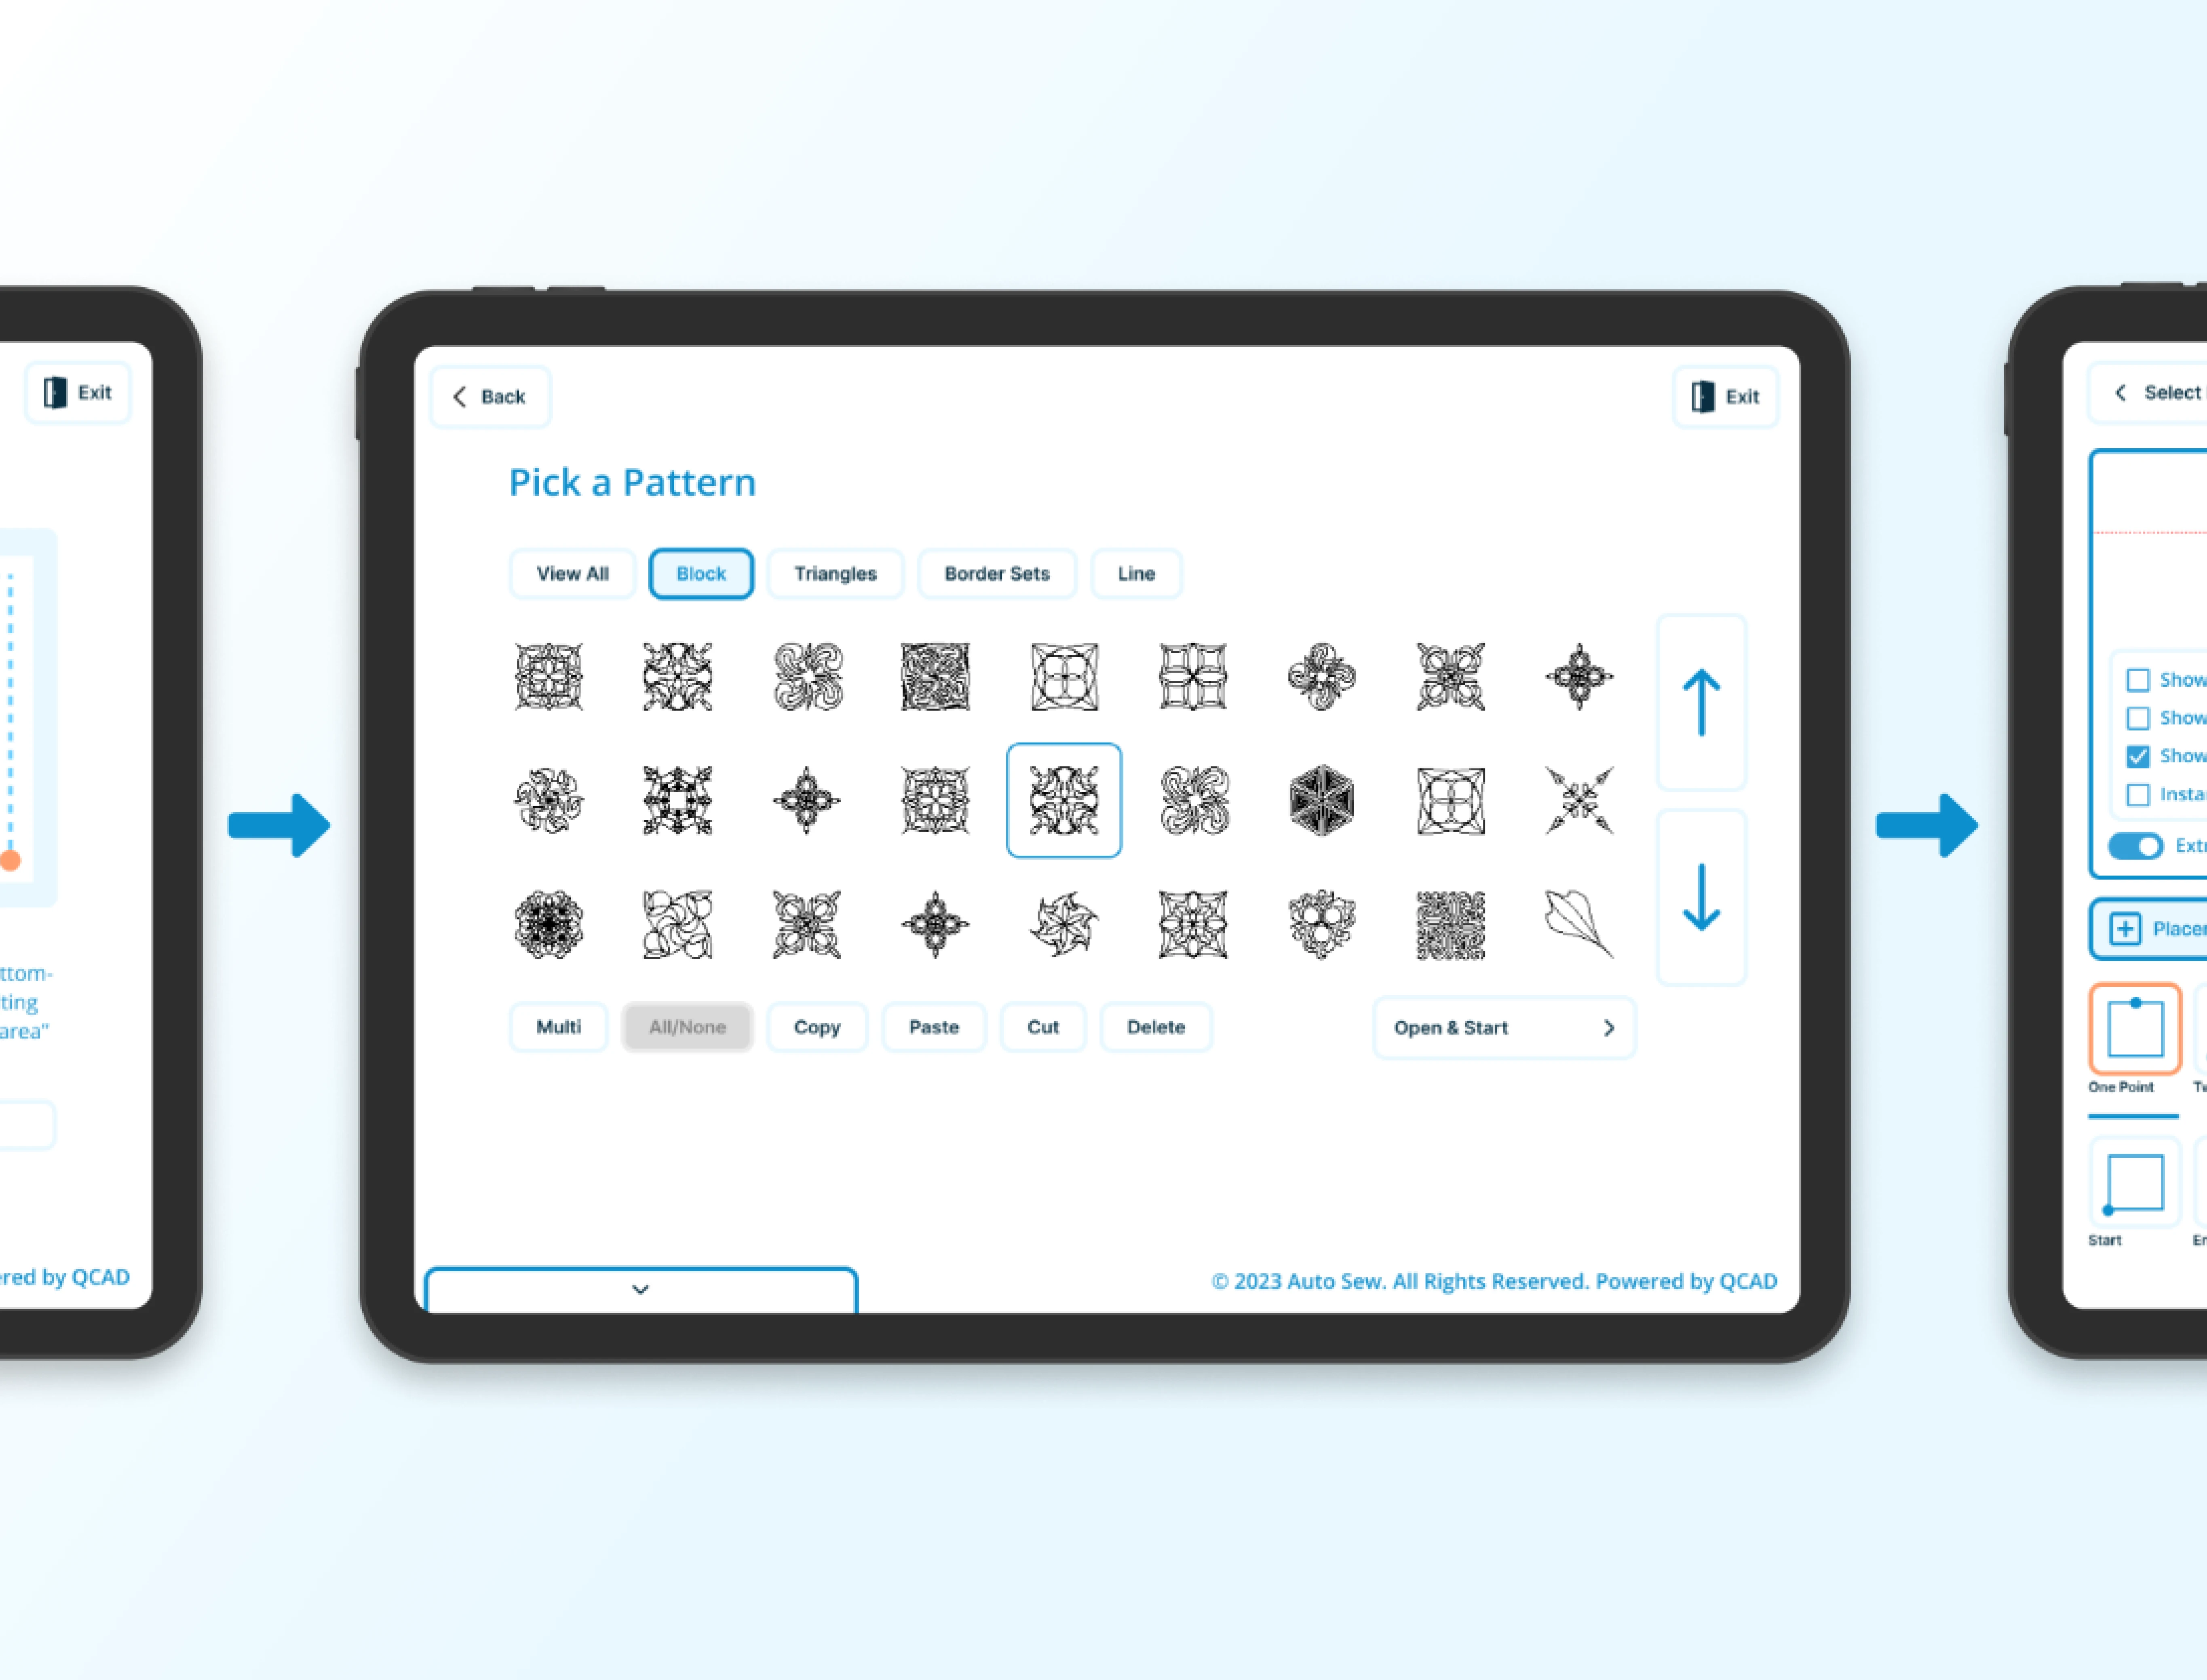 Exit
ttom-
ting
area"
ered by QCAD
Back
Exit
Pick a Pattern
View All
Block
Triangles
Border Sets
Line
Multi
All/None
Copy
Paste
Cut
Delete
Open & Start
© 2023 Auto Sew. All Rights Reserved. Powered by QCAD
Select
Show
Show
Show
Insta
Extr
Placer
One Point
Tw
Start
En